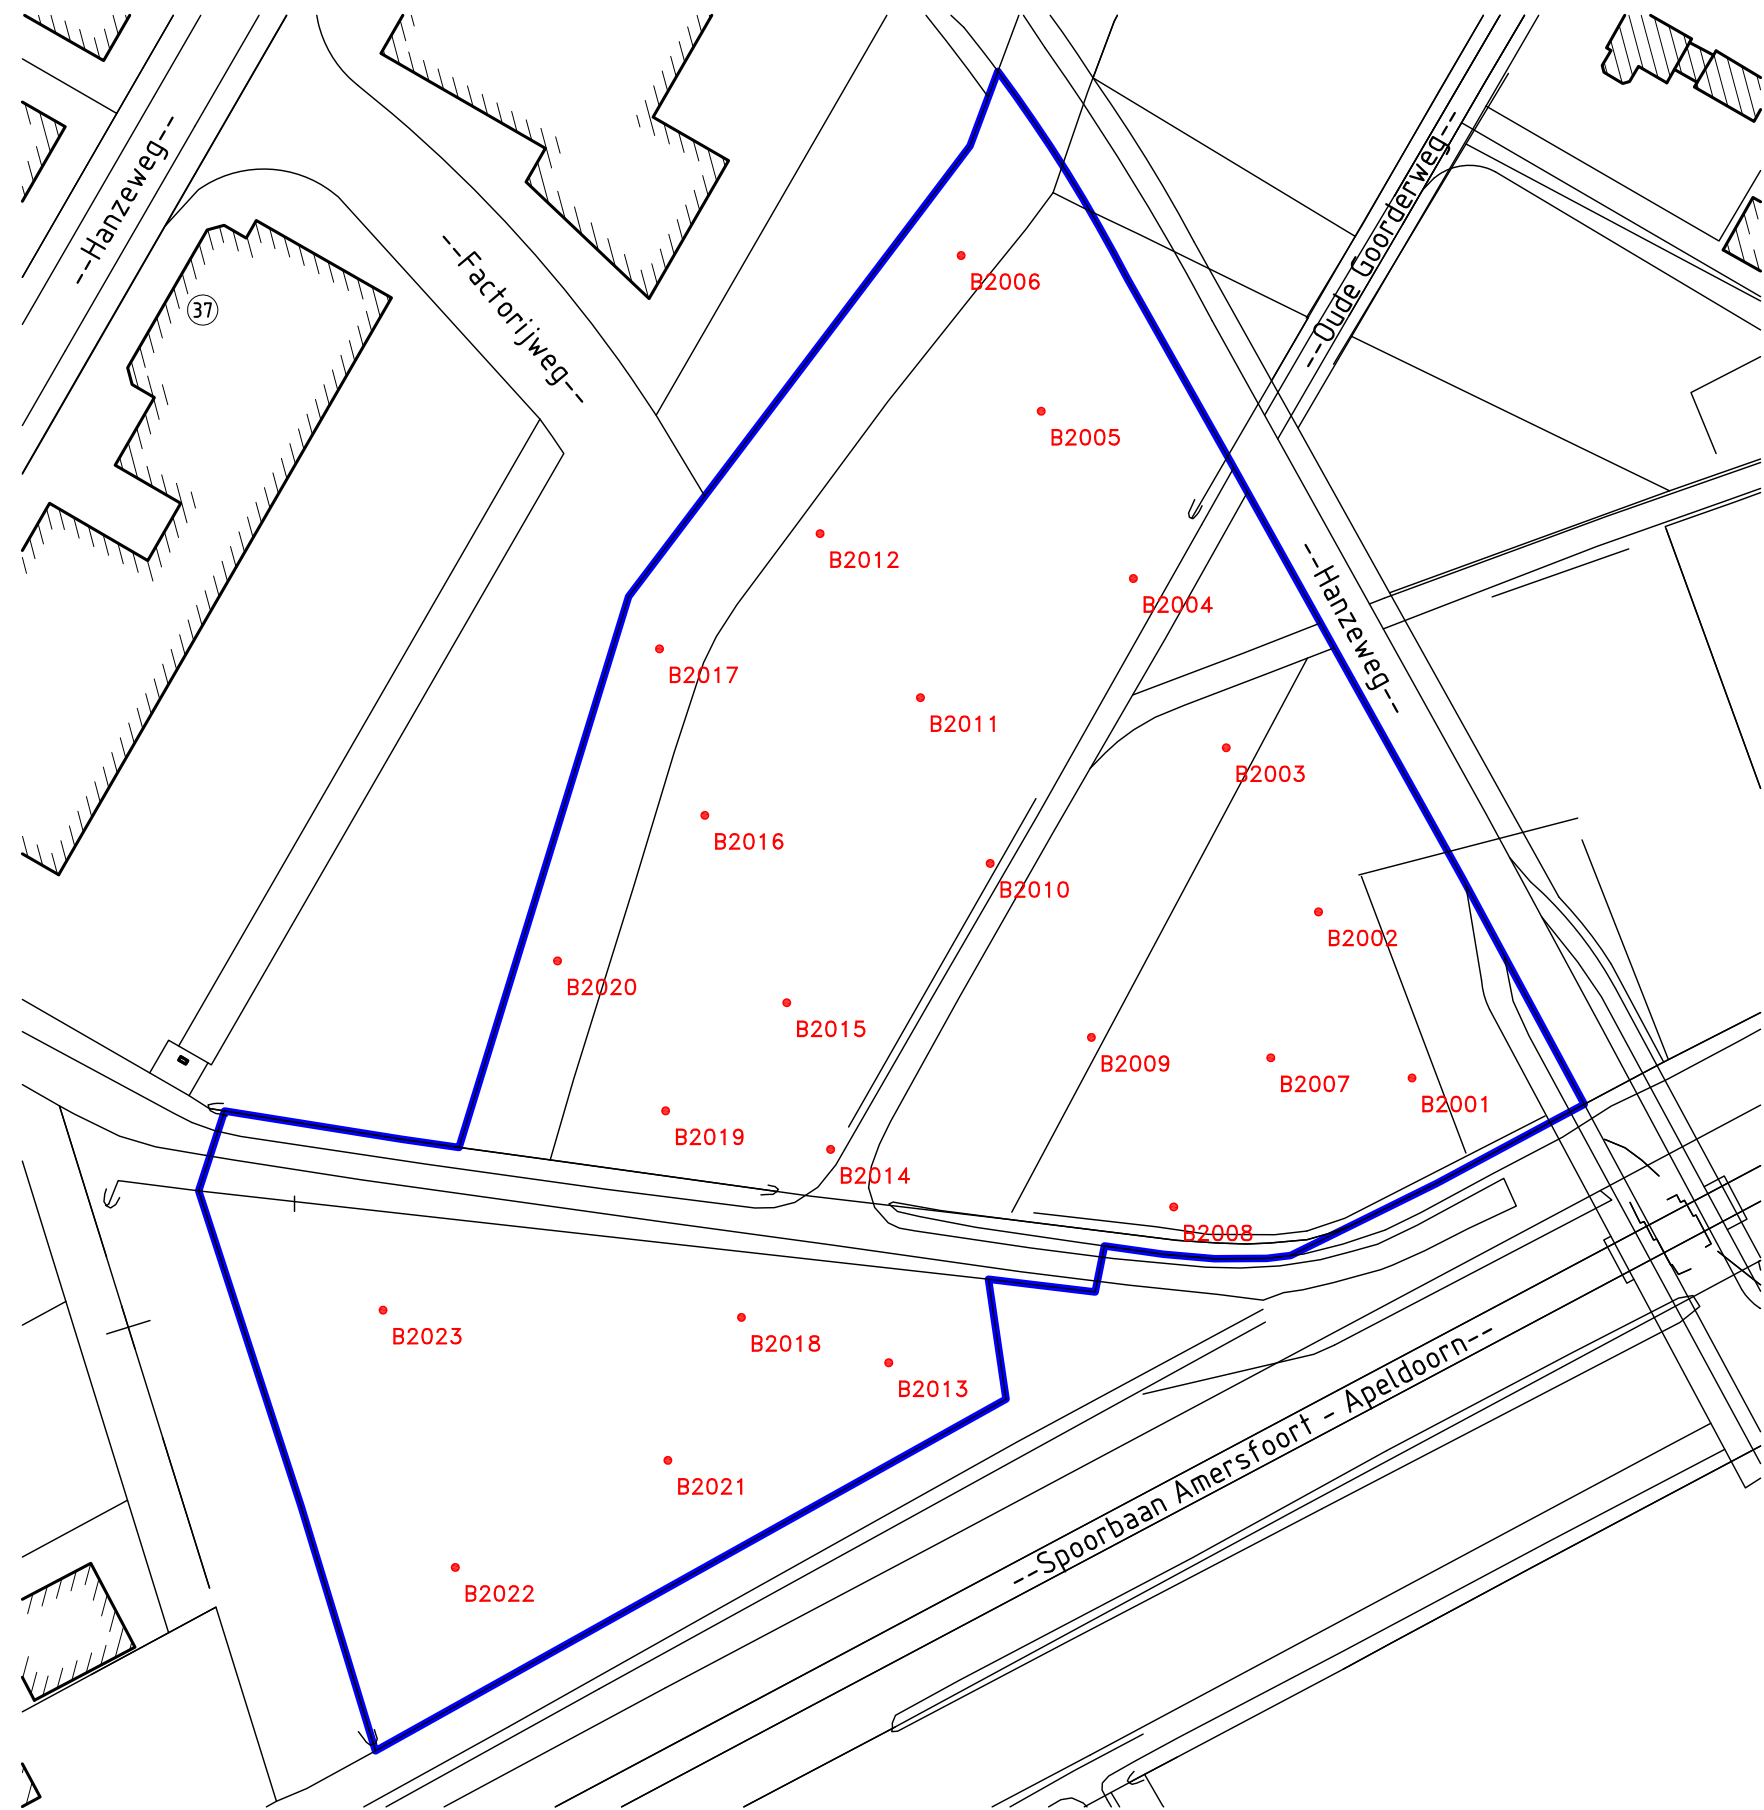 --Hanzeweg--
37
--Factorijweg--
---Oude Goorderweg---
B2006
B2005
B2012
B2004
--Hanzeweg--
B2017
B2011
B2003
B2016
B2010
B2002
B2020
B2015
B2009
B2007
B2001
B2019
B2014
B2008
B2023
B2018
B2013
--Spoorbaan Amersfoort - Apeldoorn--
B2021
B2022